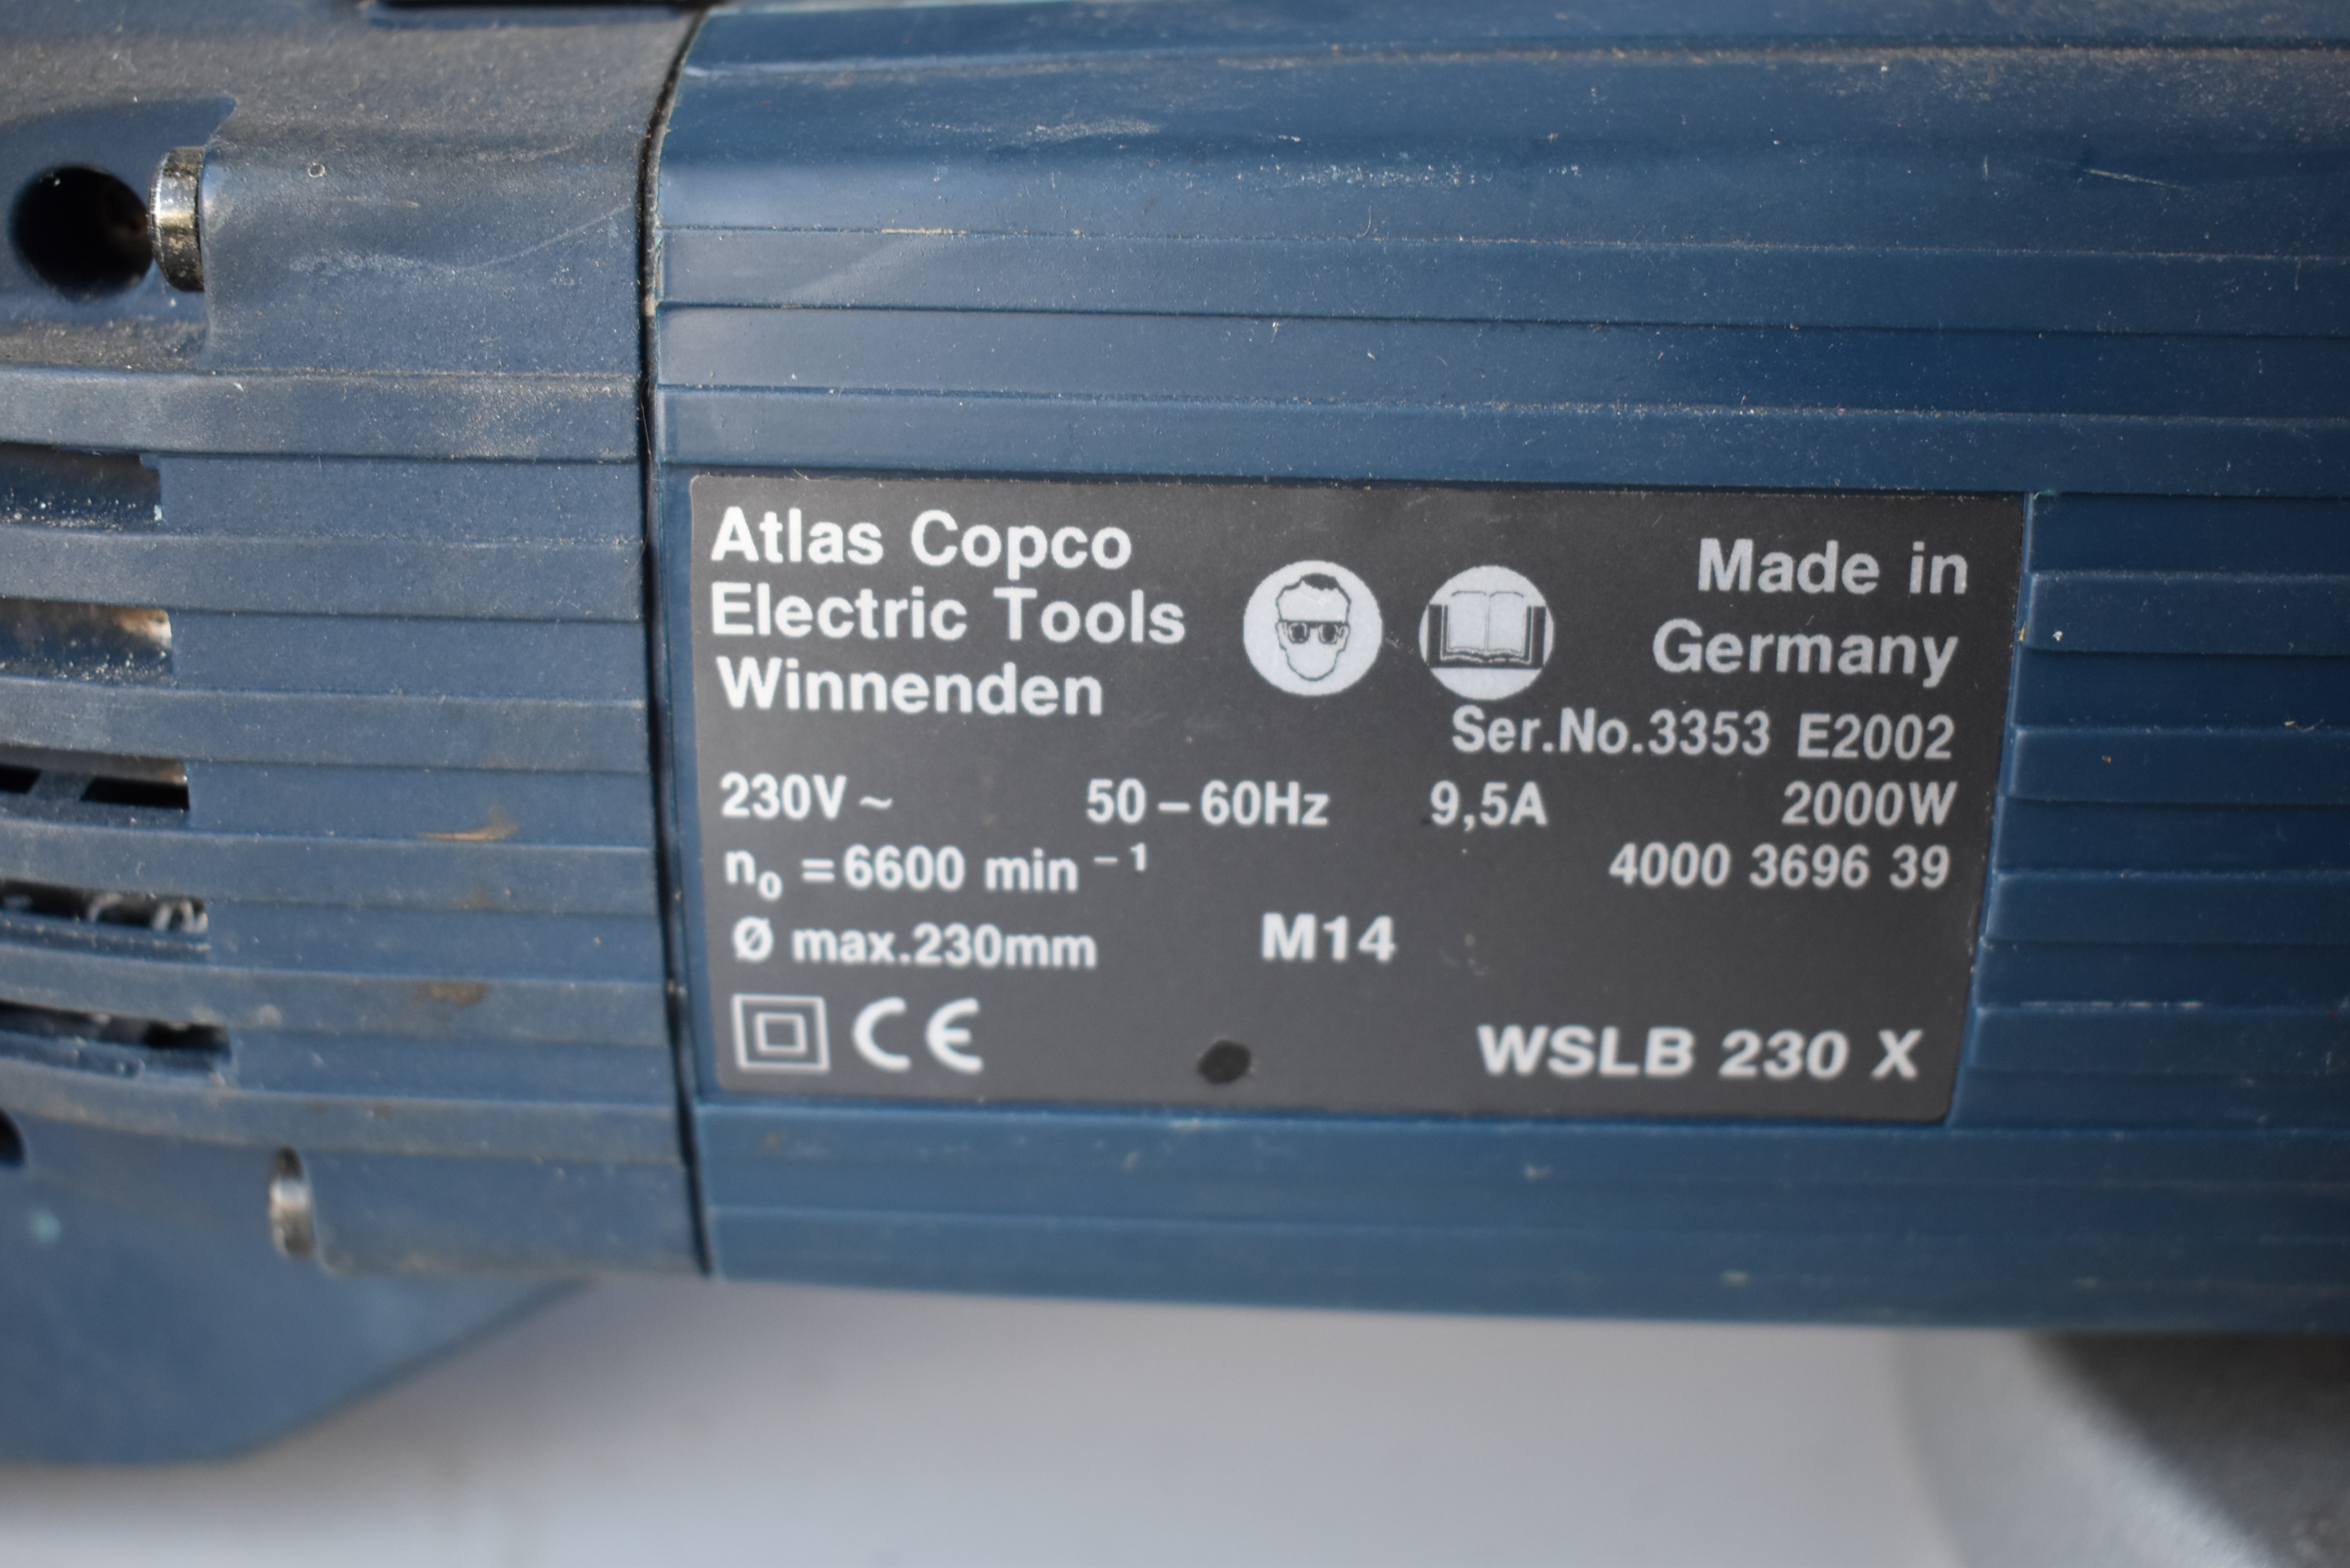 Atlas Copco
Electric Tools
Winnenden
Made in
Germany
Ser.No.3353 E2002
230V ~ 50 – 60Hz 9,5A 2000W
n₀ = 6600 min ⁻¹ 4000 3696 39
Ø max.230mm M14
CE WSLB 230 X